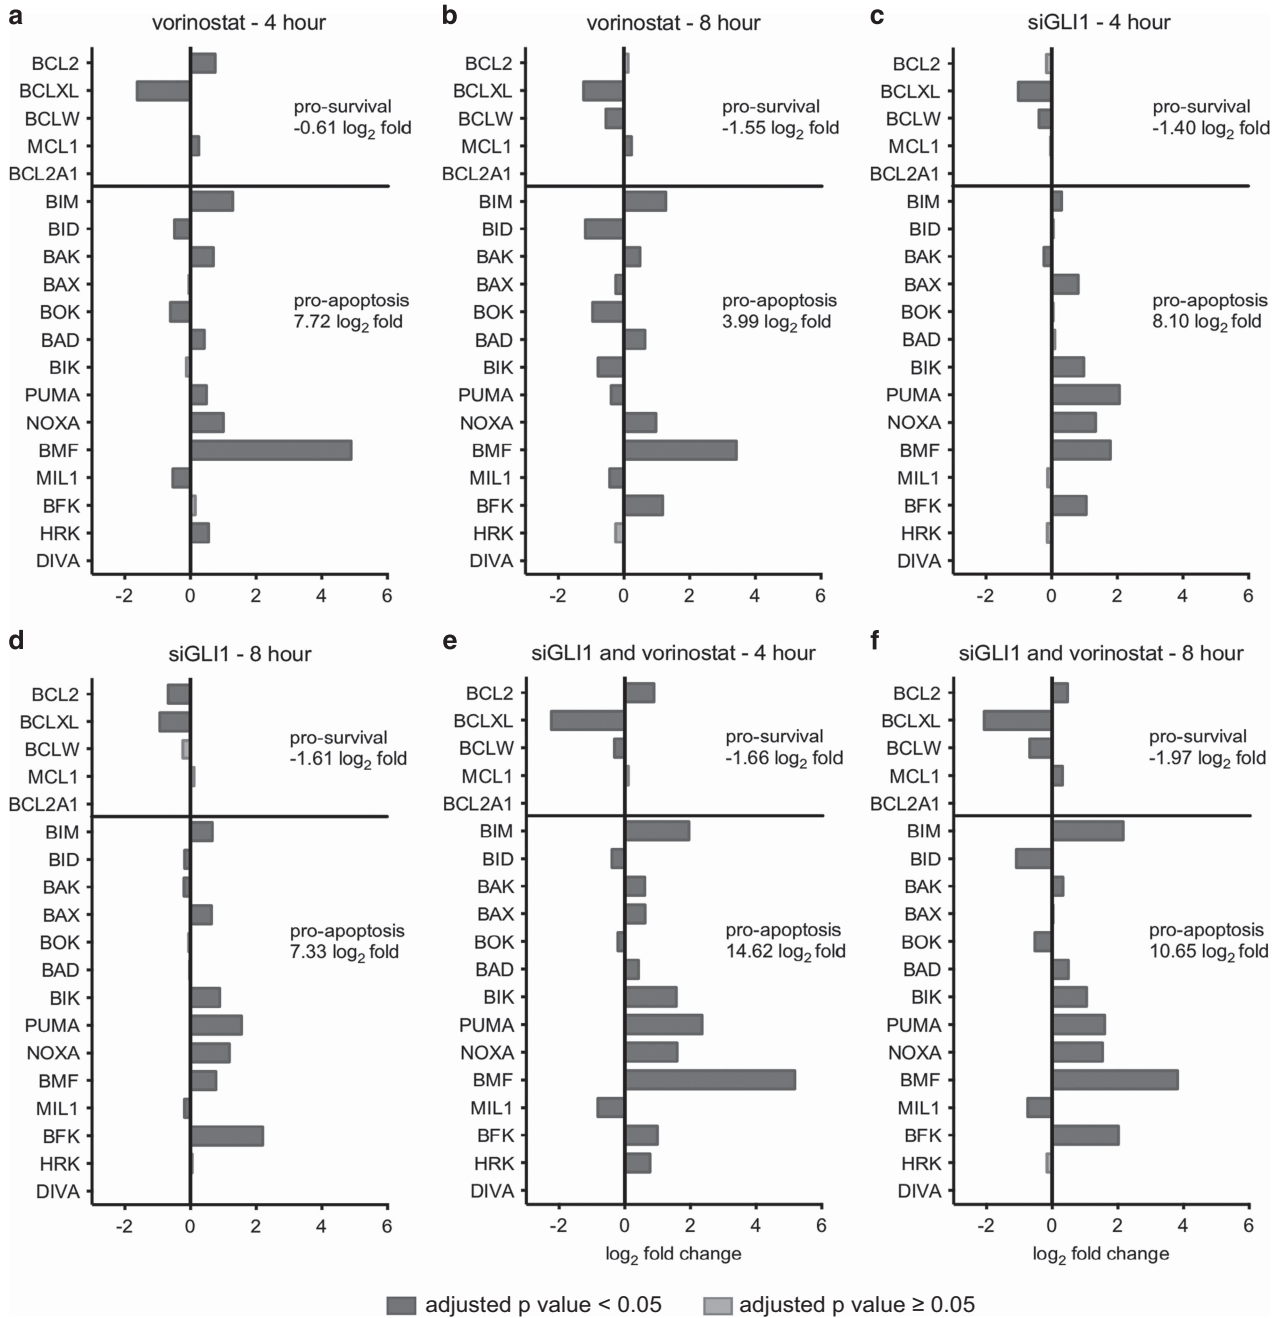 a
vorinostat - 4 hour
BCL2
BCLXL
BCLW
MCL1
BCL2A1
pro-survival
-0.61 log2 fold
BIM
BID
BAK
BAX
BOK
BAD
BIK
PUMA
NOXA
BMF
MIL1
BFK
HRK
DIVA
pro-apoptosis
7.72 log2 fold
-2 0 2 4 6
b
vorinostat - 8 hour
BCL2
BCLXL
BCLW
MCL1
BCL2A1
pro-survival
-1.55 log2 fold
BIM
BID
BAK
BAX
BOK
BAD
BIK
PUMA
NOXA
BMF
MIL1
BFK
HRK
DIVA
pro-apoptosis
3.99 log2 fold
-2 0 2 4 6
c
siGLI1 - 4 hour
BCL2
BCLXL
BCLW
MCL1
BCL2A1
pro-survival
-1.40 log2 fold
BIM
BID
BAK
BAX
BOK
BAD
BIK
PUMA
NOXA
BMF
MIL1
BFK
HRK
DIVA
pro-apoptosis
8.10 log2 fold
-2 0 2 4 6
d
siGLI1 - 8 hour
BCL2
BCLXL
BCLW
MCL1
BCL2A1
pro-survival
-1.61 log2 fold
BIM
BID
BAK
BAX
BOK
BAD
BIK
PUMA
NOXA
BMF
MIL1
BFK
HRK
DIVA
pro-apoptosis
7.33 log2 fold
-2 0 2 4 6
e
siGLI1 and vorinostat - 4 hour
BCL2
BCLXL
BCLW
MCL1
BCL2A1
pro-survival
-1.66 log2 fold
BIM
BID
BAK
BAX
BOK
BAD
BIK
PUMA
NOXA
BMF
MIL1
BFK
HRK
DIVA
pro-apoptosis
14.62 log2 fold
-2 0 2 4 6
log2 fold change
f
siGLI1 and vorinostat - 8 hour
BCL2
BCLXL
BCLW
MCL1
BCL2A1
pro-survival
-1.97 log2 fold
BIM
BID
BAK
BAX
BOK
BAD
BIK
PUMA
NOXA
BMF
MIL1
BFK
HRK
DIVA
pro-apoptosis
10.65 log2 fold
-2 0 2 4 6
log2 fold change
adjusted p value < 0.05
adjusted p value ≥ 0.05